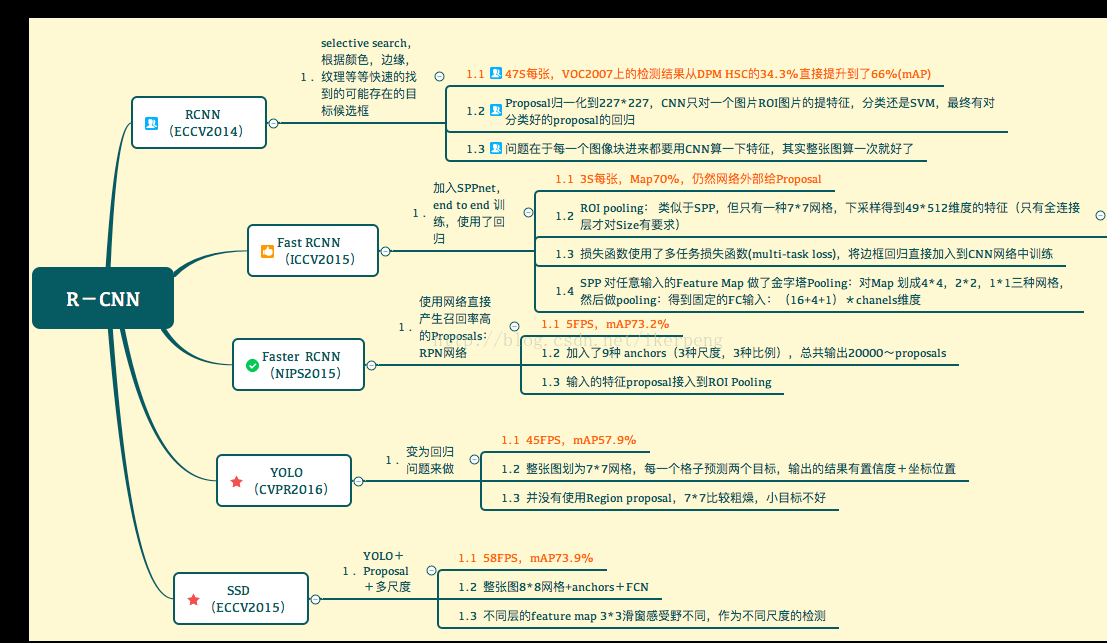 R－CNN
RCNN
（ECCV2014）
1．
selective search，
根据颜色，边缘，
纹理等等快速的找
到的可能存在的目
标候选框
1.1 47S每张，VOC2007上的检测结果从DPM HSC的34.3%直接提升到了66%(mAP)
1.2 Proposal归一化到227*227，CNN只对一个图片ROI图片的提特征，分类还是SVM，最终有对
分类好的proposal的回归
1.3 问题在于每一个图像块进来都要用CNN算一下特征，其实整张图算一次就好了
Fast RCNN
（ICCV2015）
1．
加入SPPnet，
end to end 训
练，使用了回
归
1.1 3S每张，Map70%，仍然网络外部给Proposal
1.2 ROI pooling： 类似于SPP，但只有一种7*7网格，下采样得到49*512维度的特征（只有全连接
层才对Size有要求）
1.3 损失函数使用了多任务损失函数(multi-task loss)，将边框回归直接加入到CNN网络中训练
1.4 SPP 对任意输入的Feature Map 做了金字塔Pooling：对Map 划成4*4，2*2，1*1三种网格，
然后做pooling：得到固定的FC输入：（16+4+1）＊chanels维度
Faster RCNN
（NIPS2015）
1．
使用网络直接
产生召回率高
的Proposals：
RPN网络
1.1 5FPS，mAP73.2%
http://blog.csdn.net/ikerpeng
1.2 加入了9种 anchors（3种尺度，3种比例），总共输出20000～proposals
1.3 输入的特征proposal接入到ROI Pooling
YOLO
（CVPR2016）
1．
变为回归
问题来做
1.1 45FPS，mAP57.9%
1.2 整张图划为7*7网格，每一个格子预测两个目标，输出的结果有置信度＋坐标位置
1.3 并没有使用Region proposal，7*7比较粗燥，小目标不好
SSD
（ECCV2015）
1．
YOLO＋
Proposal
＋多尺度
1.1 58FPS，mAP73.9%
1.2 整张图8*8网格+anchors＋FCN
1.3 不同层的feature map 3*3滑窗感受野不同，作为不同尺度的检测